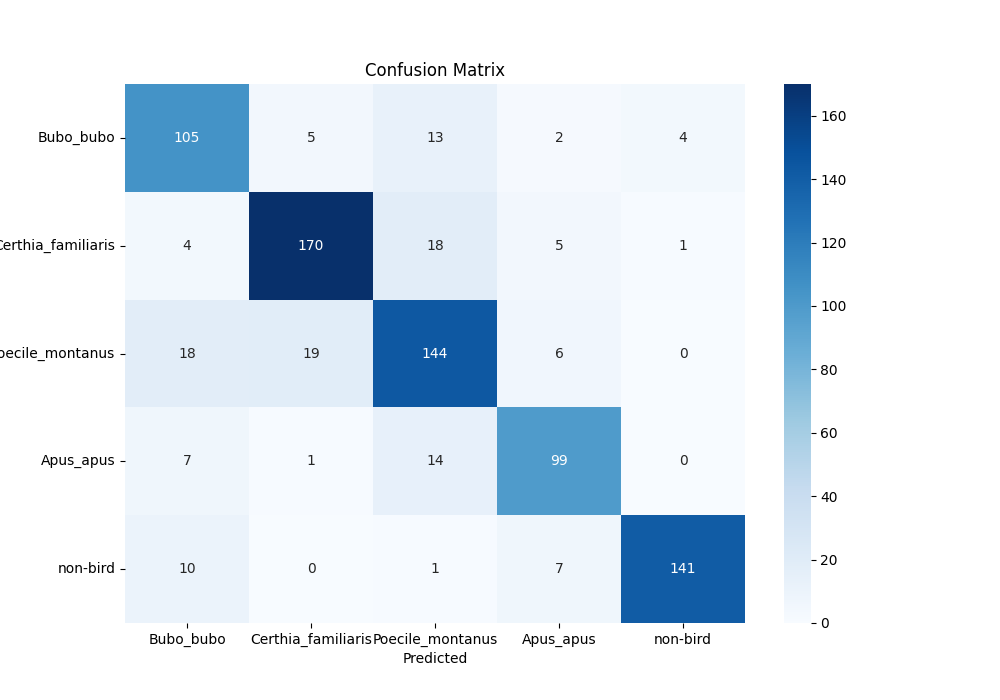 Confusion Matrix
Bubo_bubo 105 5 13 2 4
Certhia_familiaris 4 170 18 5 1
oecile_montanus 18 19 144 6 0
Apus_apus 7 1 14 99 0
non-bird 10 0 1 7 141
Bubo_bubo Certhia_familiaris Poecile_montanus Apus_apus non-bird
Predicted
160
140
120
100
80
60
40
20
0